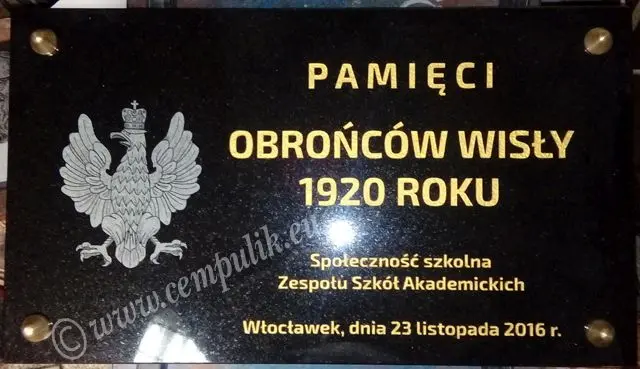 PAMIĘCI
OBROŃCÓW WISŁY
1920 ROKU
Społeczność szkolna
Zespołu Szkół Akademickich
Włocławek, dnia 23 listopada 2016 r.
© www.cempulik.eu